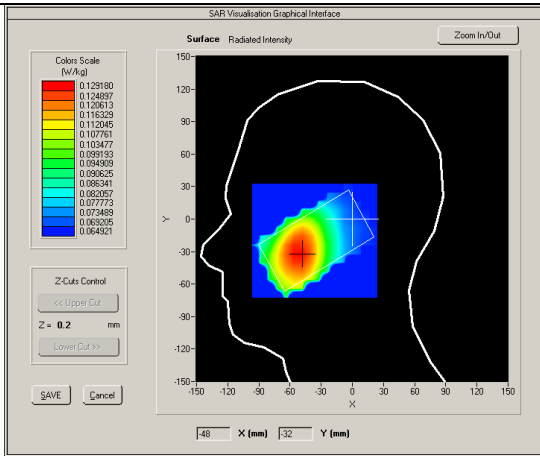 SAR Visualisation Graphical Interface
Surface Radiated Intensity
Zoom In/Out
Colors Scale
(W/kg)
0.129180
0.124897
0.120613
0.116329
0.112045
0.107761
0.103477
0.099193
0.094909
0.090625
0.086341
0.082057
0.077773
0.073489
0.069205
0.064921
Z-Cuts Control
<< Upper Cut
Z = 0.2 mm
Lower Cut >>
SAVE Cancel
150
120
90
60
30
0
-30
-60
-90
-120
-150
Y
-150 -120 -90 -60 -30 0 30 60 90 120 150
X
-48 X (mm) -32 Y (mm)